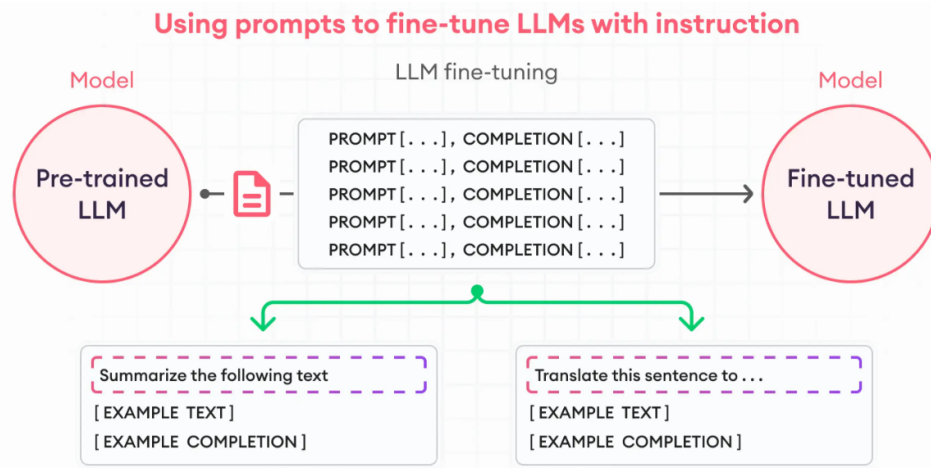 Using prompts to fine-tune LLMs with instruction
LLM fine-tuning
Model
Pre-trained
LLM
PROMPT[...], COMPLETION[...]
PROMPT[...], COMPLETION[...]
PROMPT[...], COMPLETION[...]
PROMPT[...], COMPLETION[...]
PROMPT[...], COMPLETION[...]
Model
Fine-tuned
LLM
Summarize the following text
[EXAMPLE TEXT]
[EXAMPLE COMPLETION]
Translate this sentence to...
[EXAMPLE TEXT]
[EXAMPLE COMPLETION]